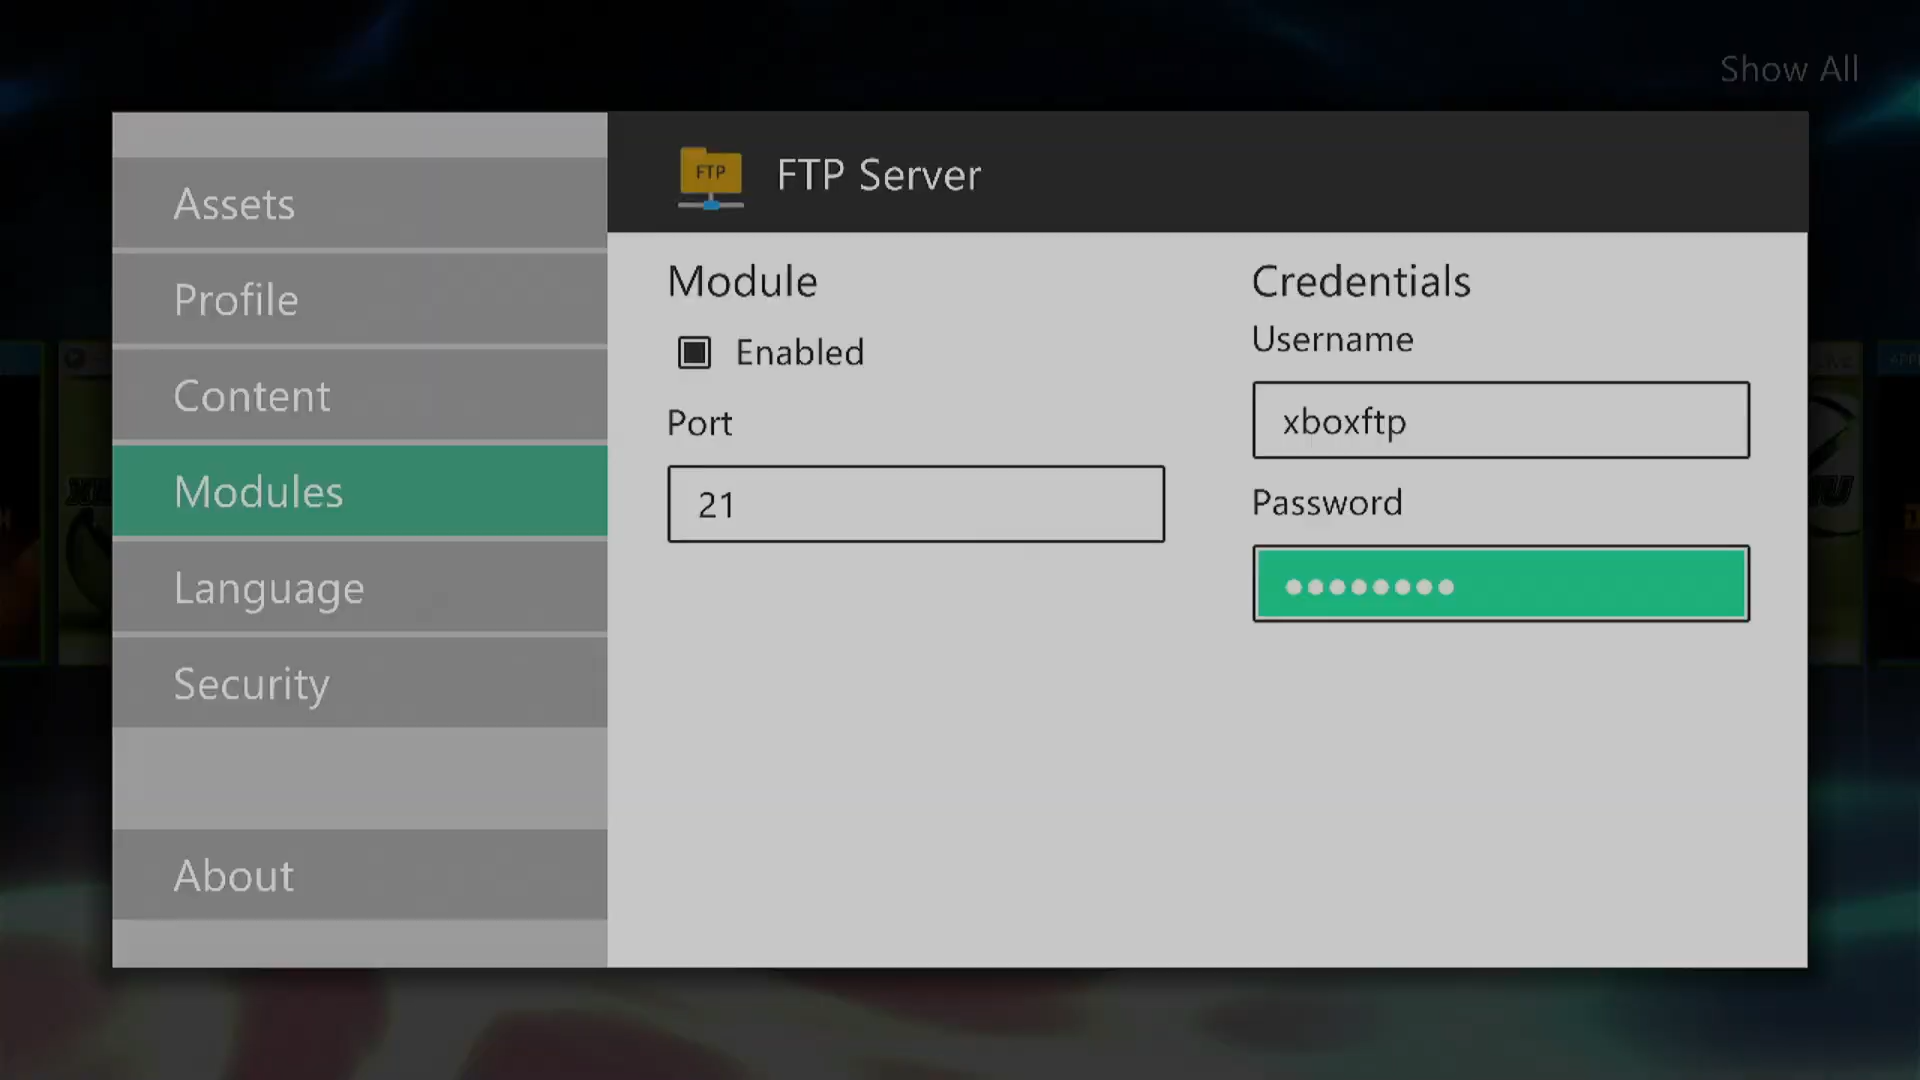 Show All
Assets
Profile
Content
Modules
Language
Security
About
FTP
FTP Server
Module
Enabled
Port
21
Credentials
Username
xboxftp
Password
●●●●●●●●